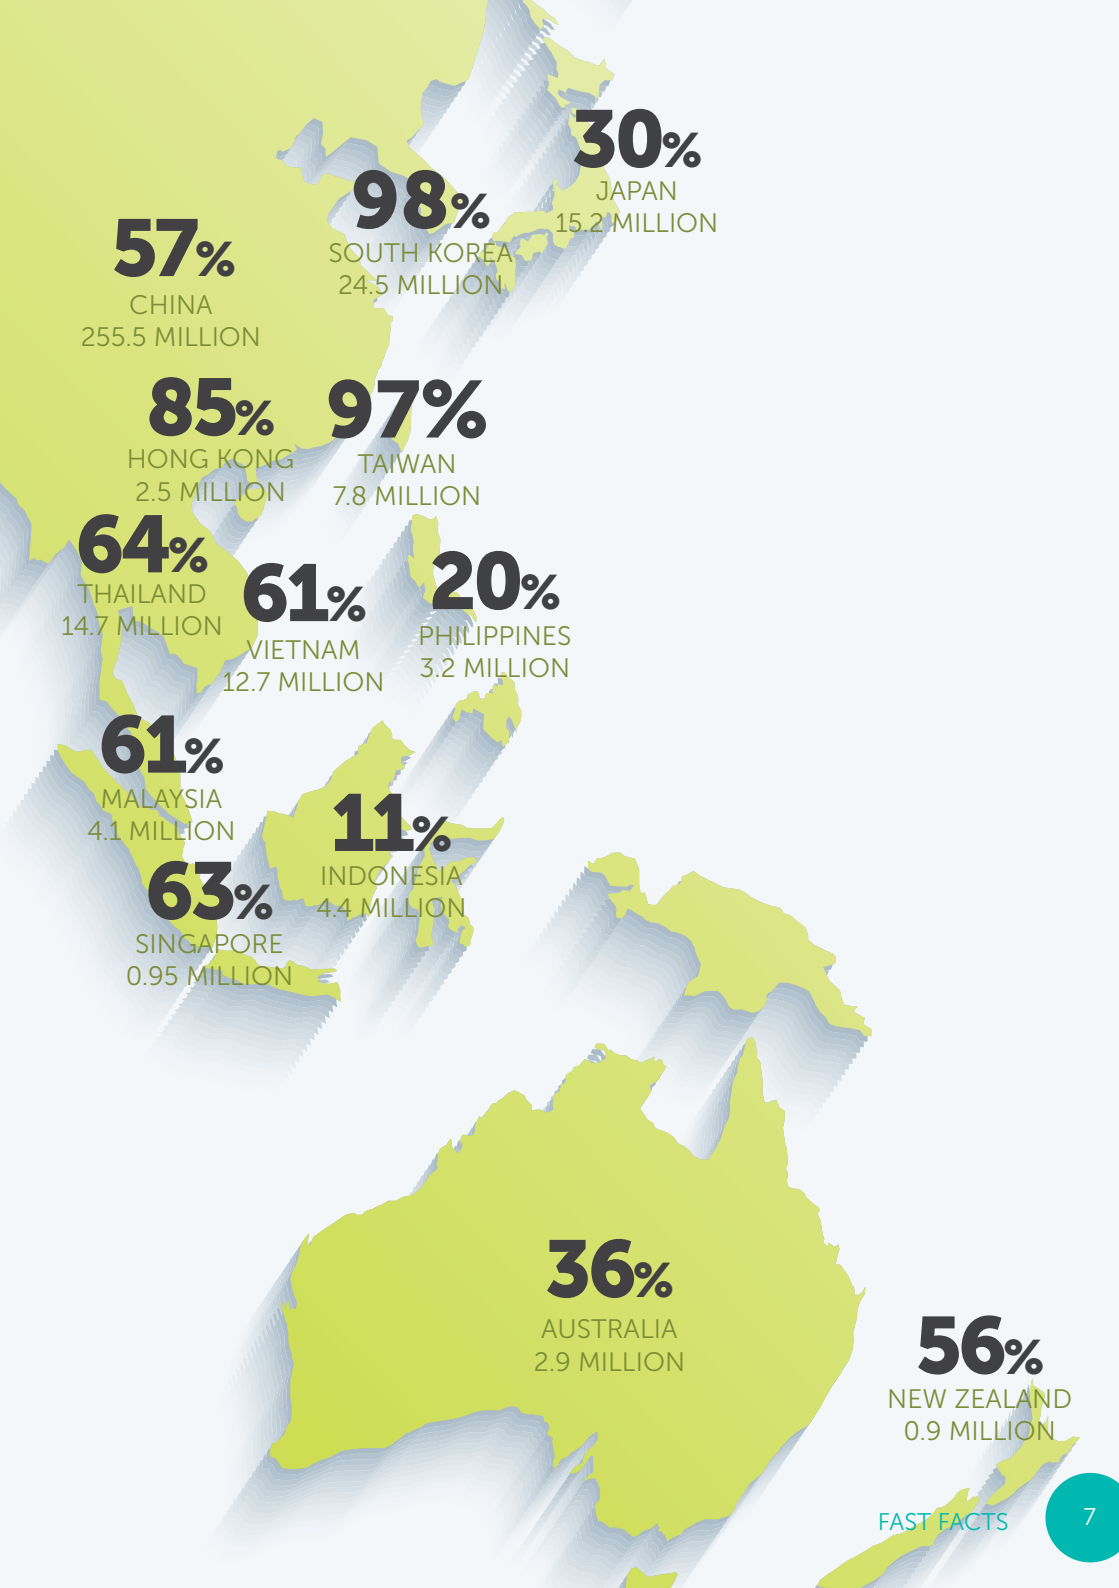 30%
JAPAN
15.2 MILLION
98%
SOUTH KOREA
24.5 MILLION
57%
CHINA
255.5 MILLION
85%
HONG KONG
2.5 MILLION
97%
TAIWAN
7.8 MILLION
64%
THAILAND
14.7 MILLION
61%
VIETNAM
12.7 MILLION
20%
PHILIPPINES
3.2 MILLION
61%
MALAYSIA
4.1 MILLION
11%
INDONESIA
4.4 MILLION
63%
SINGAPORE
0.95 MILLION
36%
AUSTRALIA
2.9 MILLION
56%
NEW ZEALAND
0.9 MILLION
FAST FACTS
7